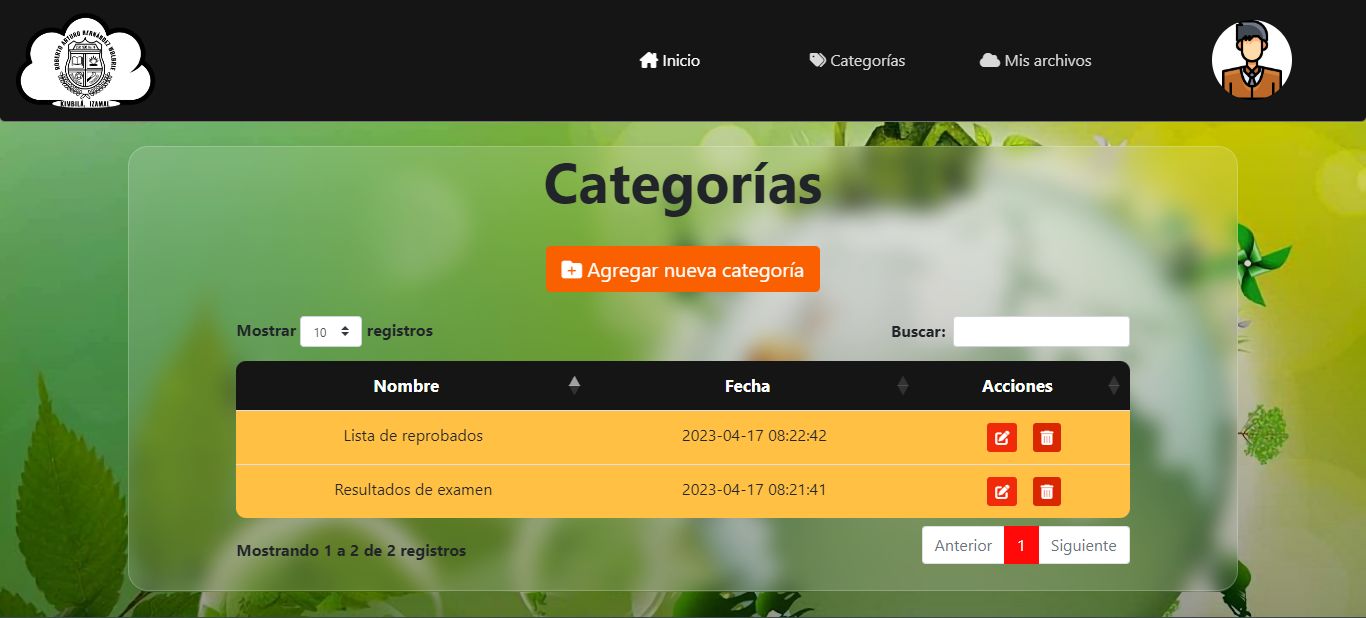 ROBERTO ARTURO HERNÁNDEZ
KIMBILÁ, IZAMAL
Inicio
Categorías
Mis archivos
Categorías
Agregar nueva categoría
Mostrar 10 registros
Buscar:
Nombre Fecha Acciones
Lista de reprobados 2023-04-17 08:22:42
Resultados de examen 2023-04-17 08:21:41
Mostrando 1 a 2 de 2 registros
Anterior 1 Siguiente